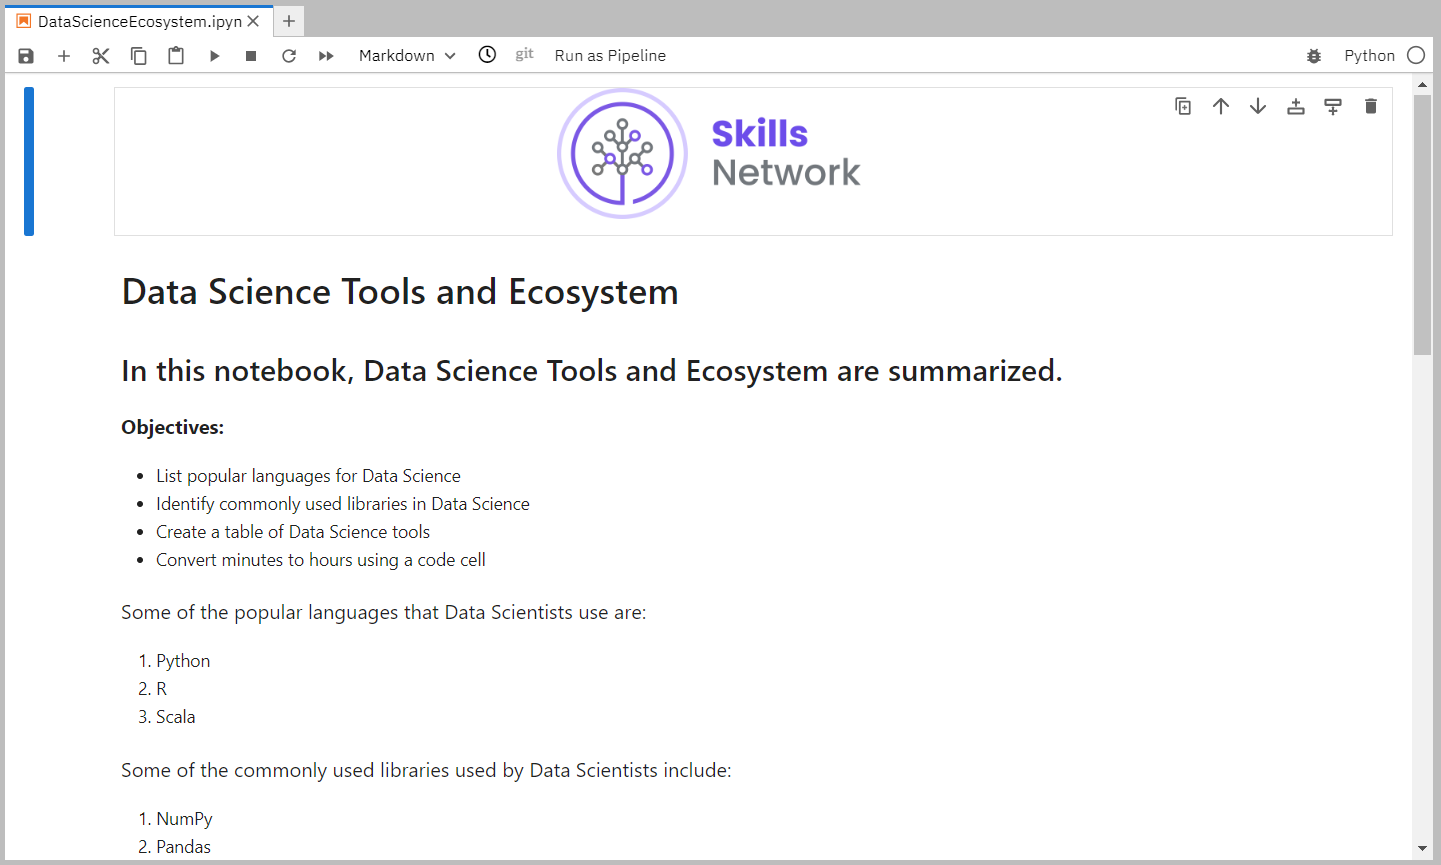 DataScienceEcosystem.ipyn
Markdown
git
Run as Pipeline
Python
Skills
Network
Data Science Tools and Ecosystem
In this notebook, Data Science Tools and Ecosystem are summarized.
Objectives:
• List popular languages for Data Science
• Identify commonly used libraries in Data Science
• Create a table of Data Science tools
• Convert minutes to hours using a code cell
Some of the popular languages that Data Scientists use are:
1. Python
2. R
3. Scala
Some of the commonly used libraries used by Data Scientists include:
1. NumPy
2. Pandas